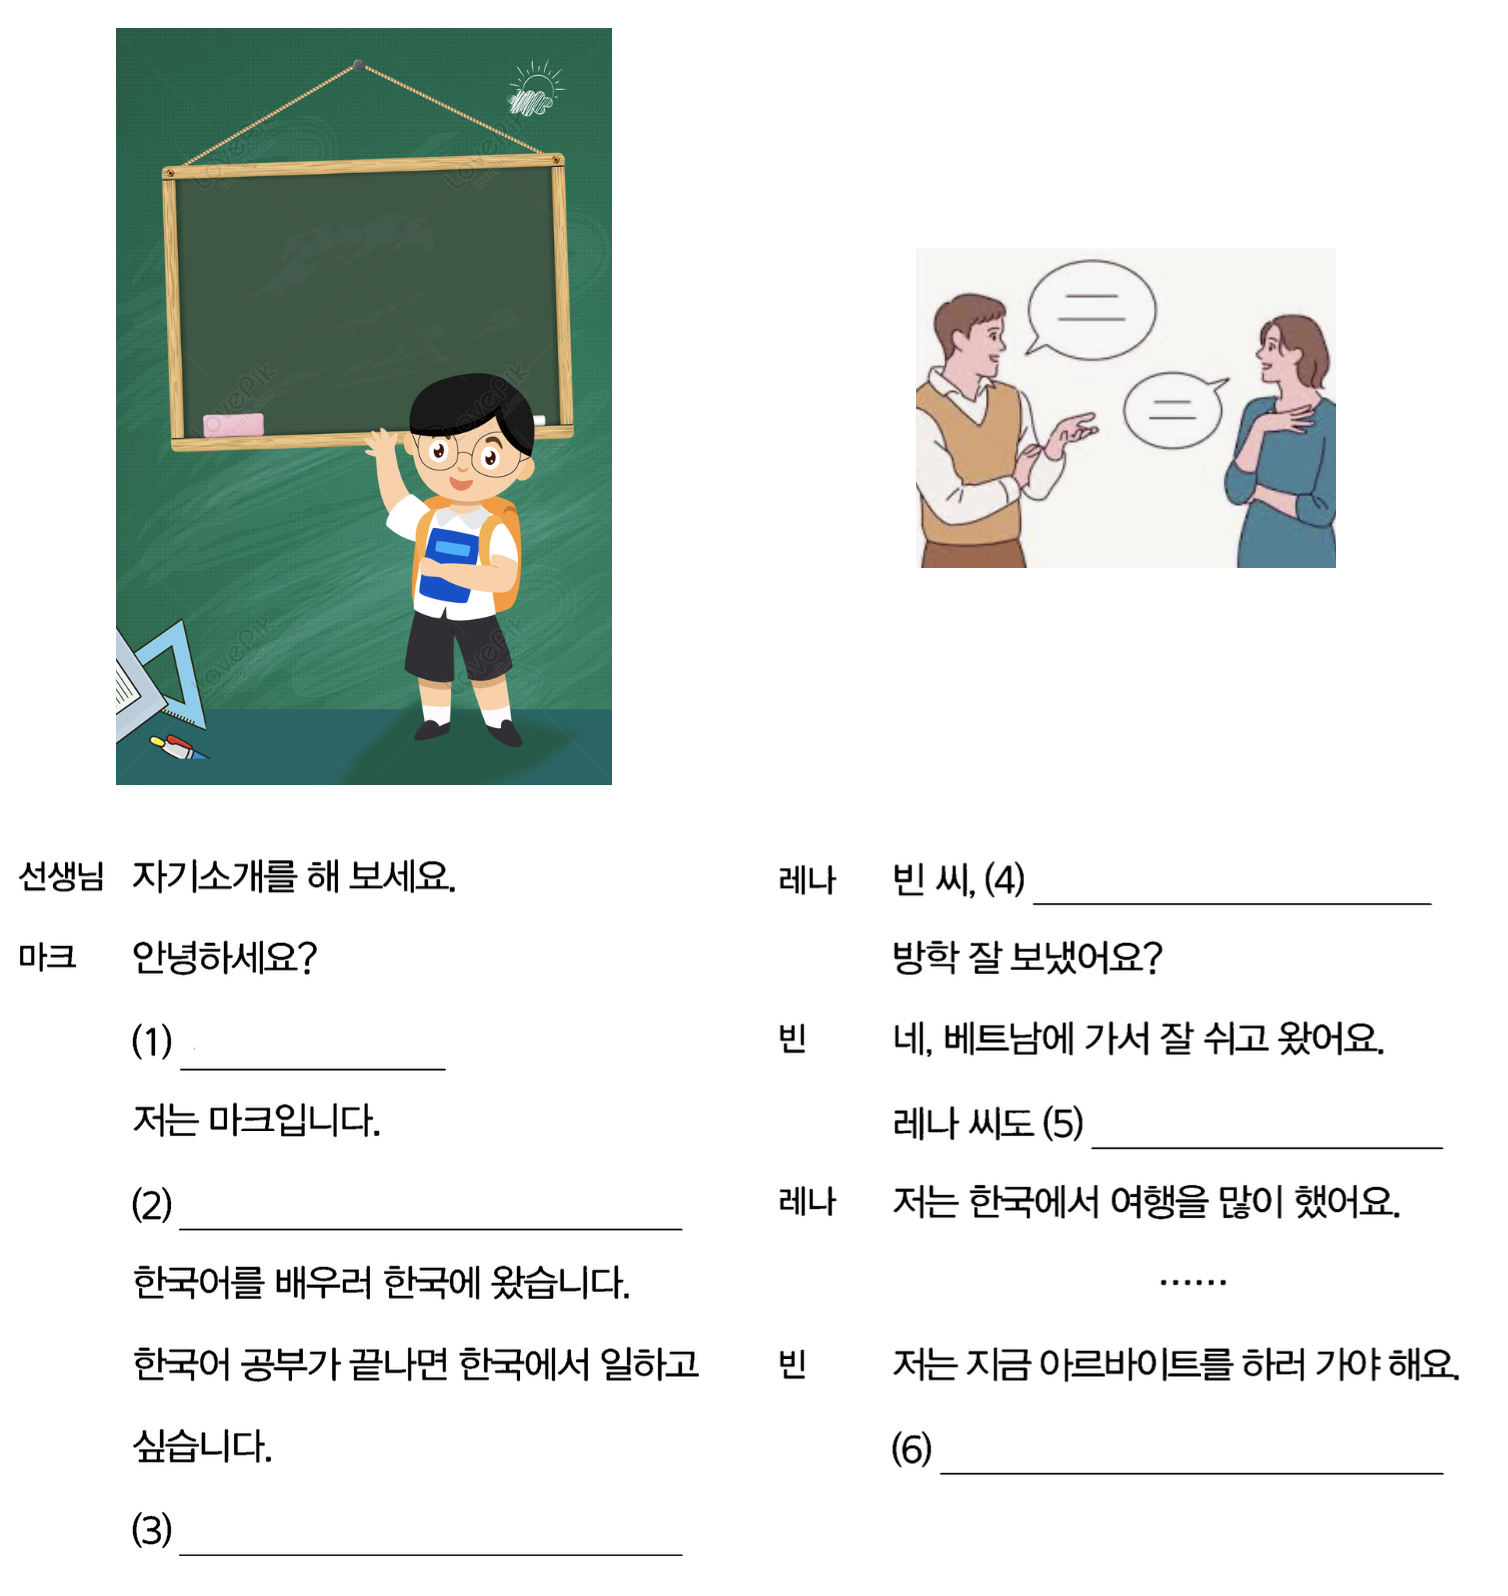 선생님 자기소개를 해 보세요.
마크 안녕하세요?
(1)
저는 마크입니다.
(2)
한국어를 배우러 한국에 왔습니다.
한국어 공부가 끝나면 한국에서 일하고
싶습니다.
(3)
레나 빈 씨, (4)
방학 잘 보냈어요?
빈 네, 베트남에 가서 잘 쉬고 왔어요.
레나 씨도 (5)
레나 저는 한국에서 여행을 많이 했어요.
······
빈 저는 지금 아르바이트를 하러 가야 해요.
(6)